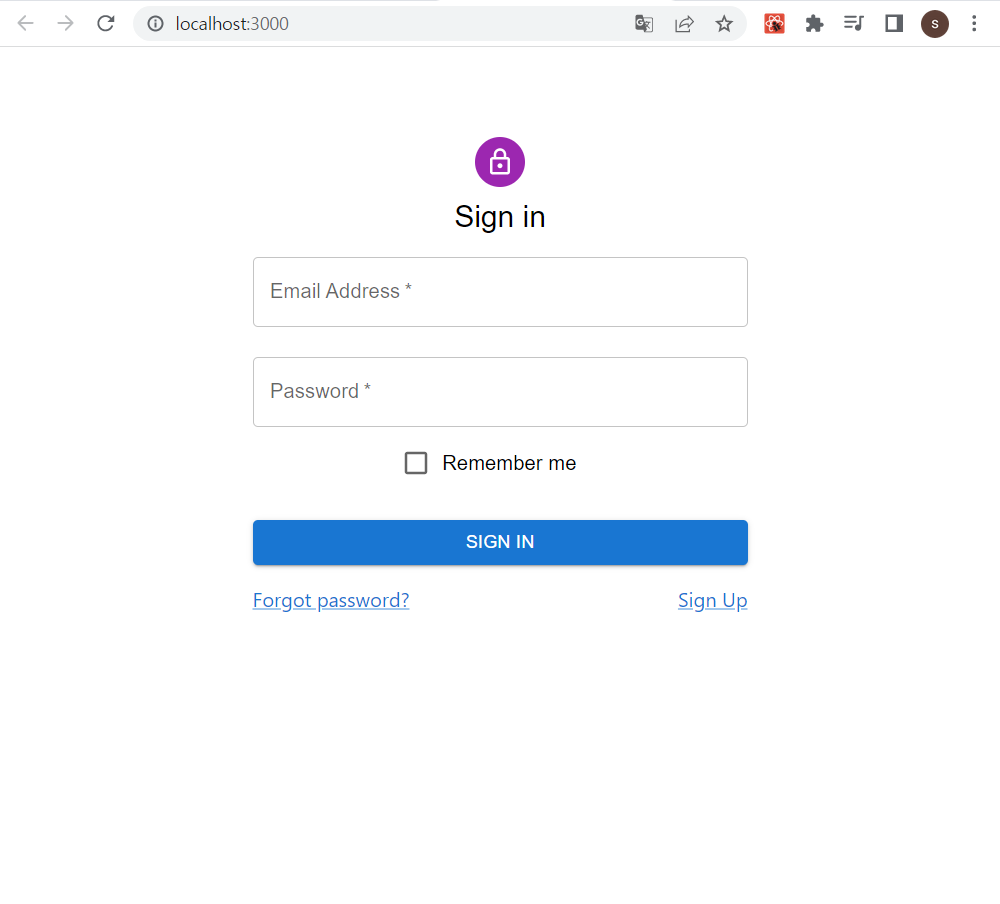 localhost:3000
S
Sign in
Email Address *
Password *
Remember me
SIGN IN
Forgot password? Sign Up